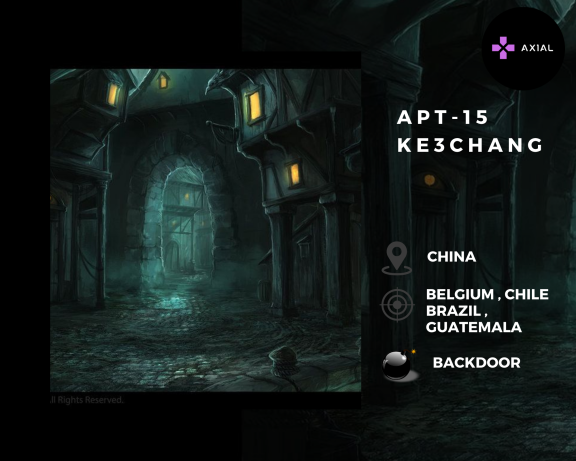 AXIAL
APT-15
KE3CHANG
CHINA
BELGIUM , CHILE
BRAZIL ,
GUATEMALA
BACKDOOR
ll Rights Reserved.